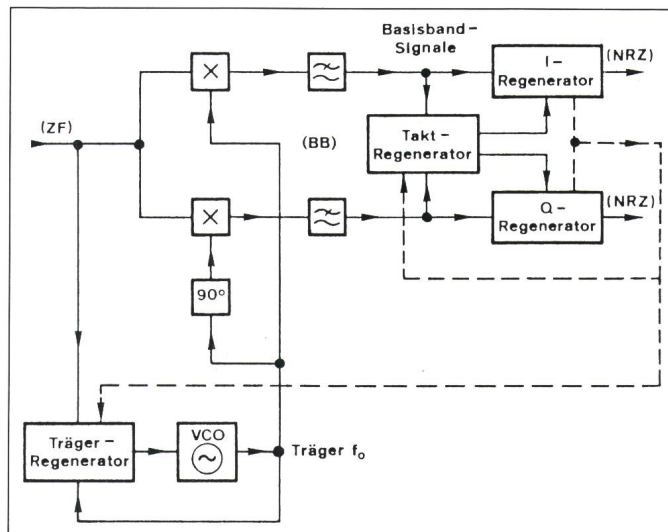 Basisband–
Signale
I–
Regenerator
(NRZ)
×
(ZF)
(BB)
Takt–
Regenerator
×
Q–
Regenerator
(NRZ)
90°
Träger–
Regenerator
VCO
~
Träger f₀